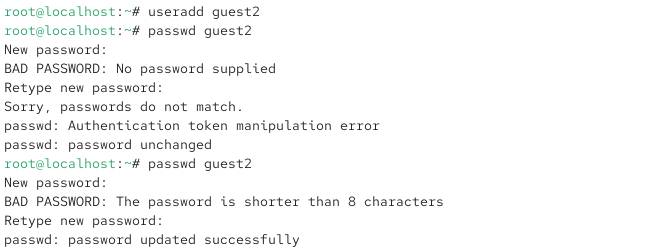 root@localhost:~# useradd guest2
root@localhost:~# passwd guest2
New password:
BAD PASSWORD: No password supplied
Retype new password:
Sorry, passwords do not match.
passwd: Authentication token manipulation error
passwd: password unchanged
root@localhost:~# passwd guest2
New password:
BAD PASSWORD: The password is shorter than 8 characters
Retype new password:
passwd: password updated successfully